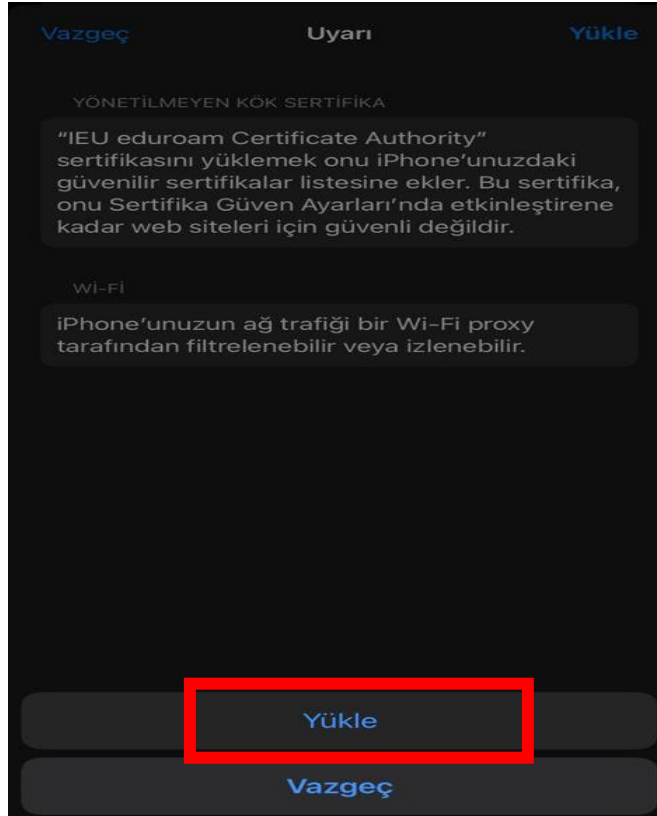 Vazgeç Uyarı Yükle
YÖNETİLMEYEN KÖK SERTİFİKA
“IEU eduroam Certificate Authority”
sertifikasını yüklemek onu iPhone’unuzdaki
güvenilir sertifikalar listesine ekler. Bu sertifika,
onu Sertifika Güven Ayarları’nda etkinleştirene
kadar web siteleri için güvenli değildir.
Wİ-Fİ
iPhone’unuzun ağ trafiği bir Wi-Fi proxy
tarafından filtrelenebilir veya izlenebilir.
Yükle
Vazgeç